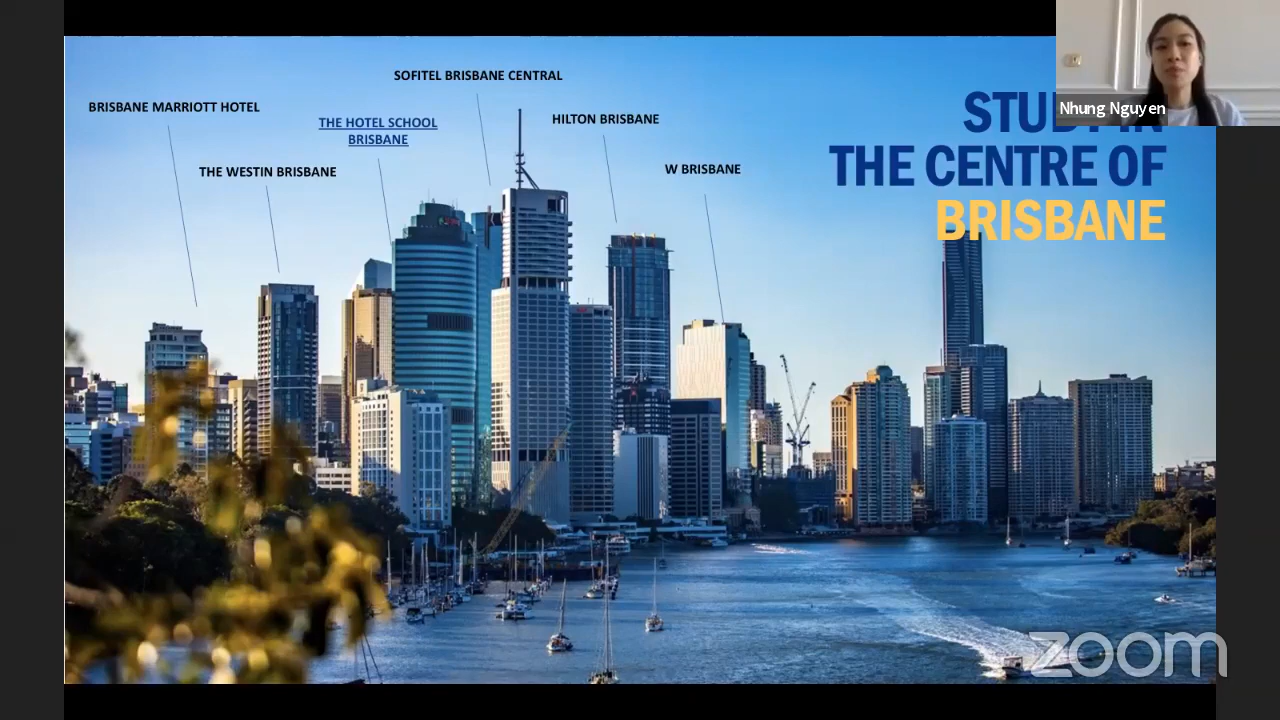 SOFITEL BRISBANE CENTRAL
BRISBANE MARRIOTT HOTEL
THE HOTEL SCHOOL
BRISBANE
HILTON BRISBANE
THE WESTIN BRISBANE
W BRISBANE
Nhung Nguyen
IN
THE CENTRE OF
BRISBANE
zoom